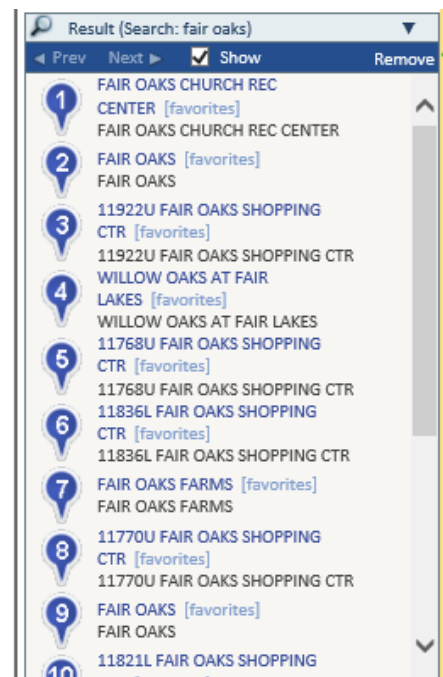 Result (Search: fair oaks) ▼
◄ Prev Next ► Show Remove
1 FAIR OAKS CHURCH REC
CENTER [favorites]
FAIR OAKS CHURCH REC CENTER
2 FAIR OAKS [favorites]
FAIR OAKS
3 11922U FAIR OAKS SHOPPING
CTR [favorites]
11922U FAIR OAKS SHOPPING CTR
4 WILLOW OAKS AT FAIR
LAKES [favorites]
WILLOW OAKS AT FAIR LAKES
5 11768U FAIR OAKS SHOPPING
CTR [favorites]
11768U FAIR OAKS SHOPPING CTR
6 11836L FAIR OAKS SHOPPING
CTR [favorites]
11836L FAIR OAKS SHOPPING CTR
7 FAIR OAKS FARMS [favorites]
FAIR OAKS FARMS
8 11770U FAIR OAKS SHOPPING
CTR [favorites]
11770U FAIR OAKS SHOPPING CTR
9 FAIR OAKS [favorites]
FAIR OAKS
10 11821L FAIR OAKS SHOPPING